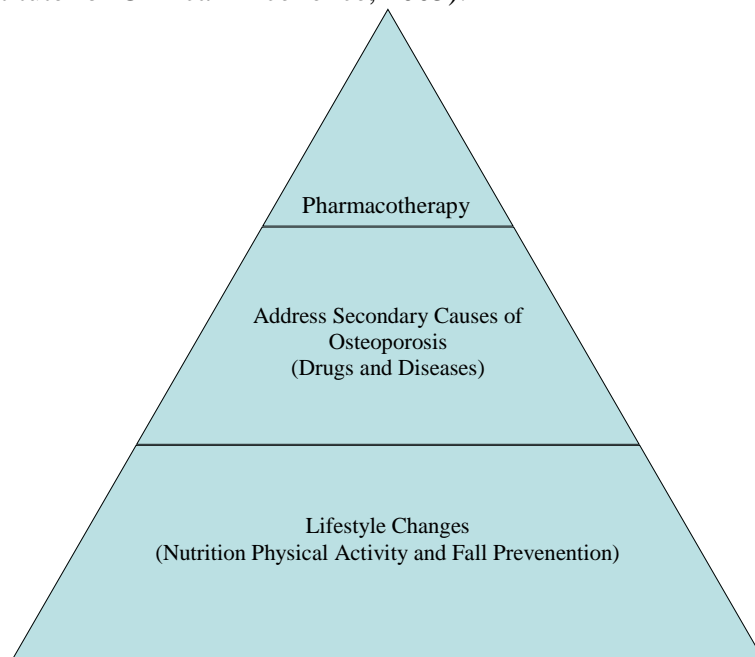 Pharmacotherapy
Address Secondary Causes of
Osteoporosis
(Drugs and Diseases)
Lifestyle Changes
(Nutrition Physical Activity and Fall Prevenention)